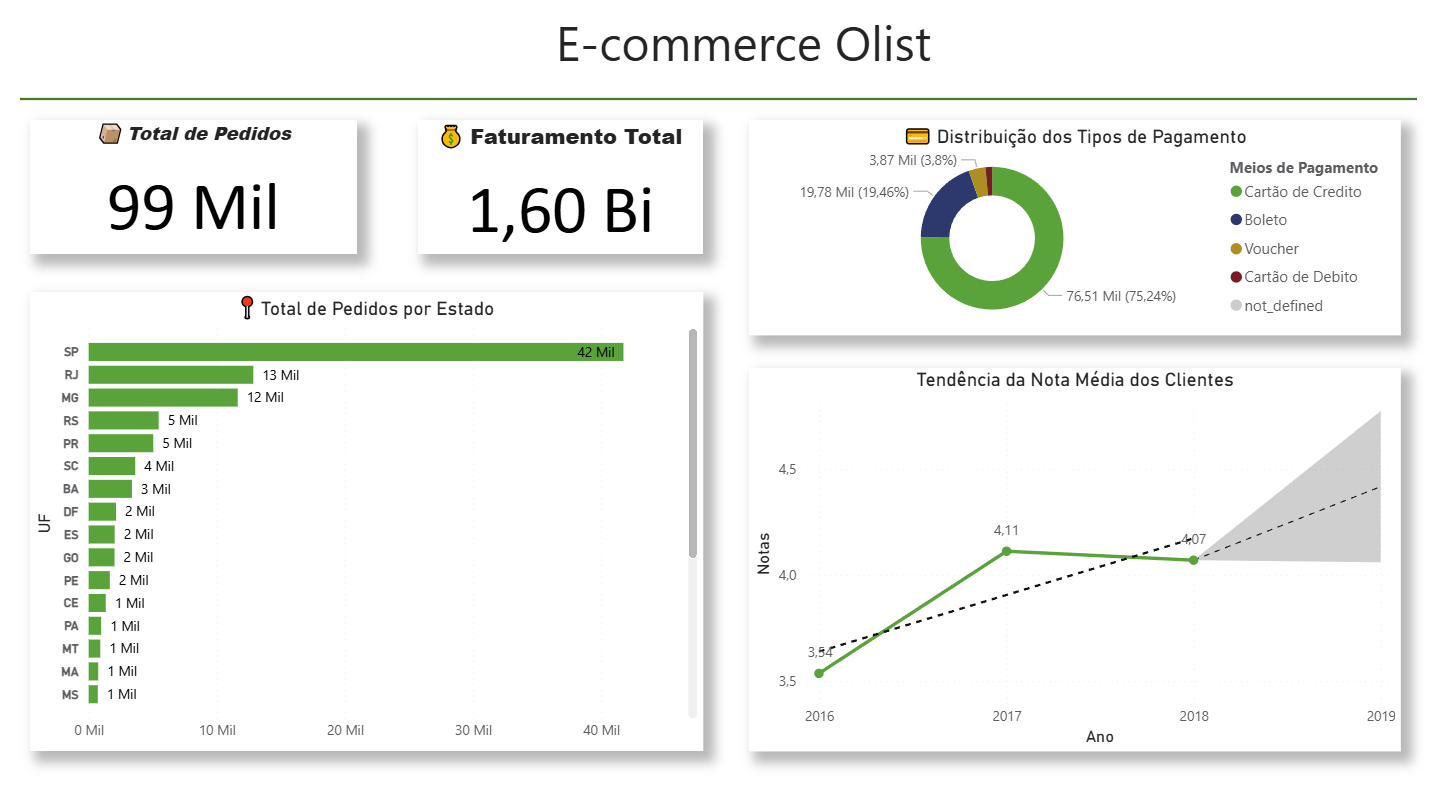 E-commerce Olist
Total de Pedidos
99 Mil
Faturamento Total
1,60 Bi
Distribuição dos Tipos de Pagamento
3,87 Mil (3,8%)
19,78 Mil (19,46%)
76,51 Mil (75,24%)
Meios de Pagamento
Cartão de Credito
Boleto
Voucher
Cartão de Debito
not_defined
Total de Pedidos por Estado
UF
SP 42 Mil
RJ 13 Mil
MG 12 Mil
RS 5 Mil
PR 5 Mil
SC 4 Mil
BA 3 Mil
DF 2 Mil
ES 2 Mil
GO 2 Mil
PE 2 Mil
CE 1 Mil
PA 1 Mil
MT 1 Mil
MA 1 Mil
MS 1 Mil
0 Mil 10 Mil 20 Mil 30 Mil 40 Mil
Tendência da Nota Média dos Clientes
Notas
4,5
4,0
3,5
3,54
4,11
4,07
2016 2017 2018 2019
Ano